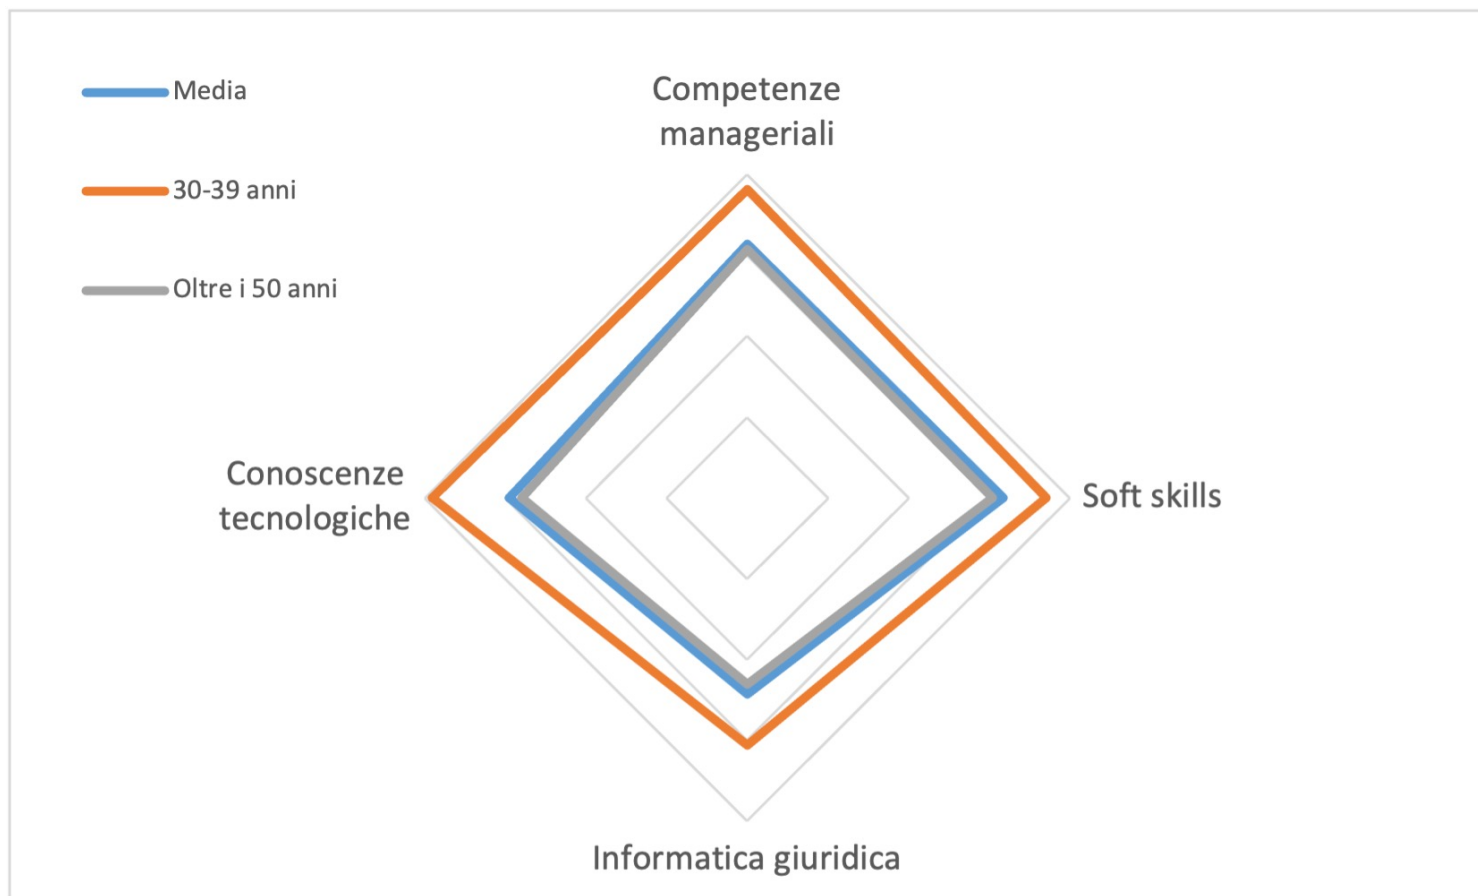 Media
30-39 anni
Oltre i 50 anni
Competenze
manageriali
Conoscenze
tecnologiche
Soft skills
Informatica giuridica